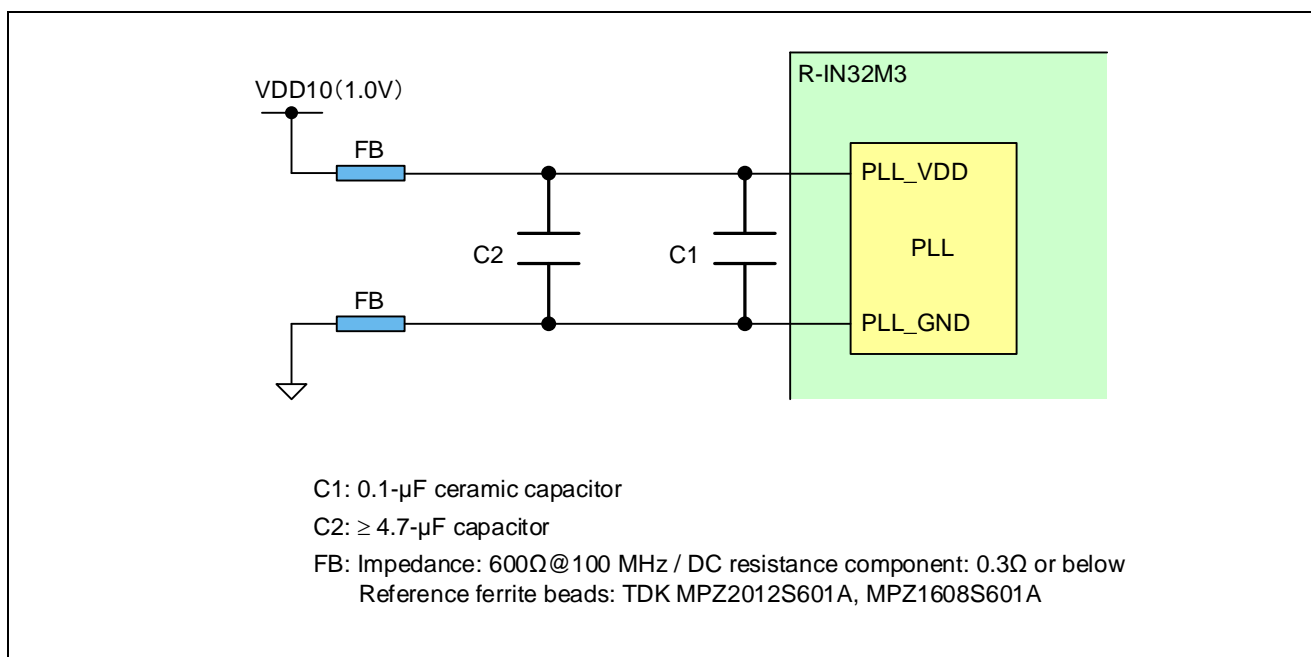 R-IN32M3
VDD10（1.0V）
FB
PLL_VDD
C2
C1
PLL
FB
PLL_GND
C1: 0.1-μF ceramic capacitor
C2: ≥ 4.7-μF capacitor
FB: Impedance: 600Ω@100 MHz / DC resistance component: 0.3Ω or below
Reference ferrite beads: TDK MPZ2012S601A, MPZ1608S601A